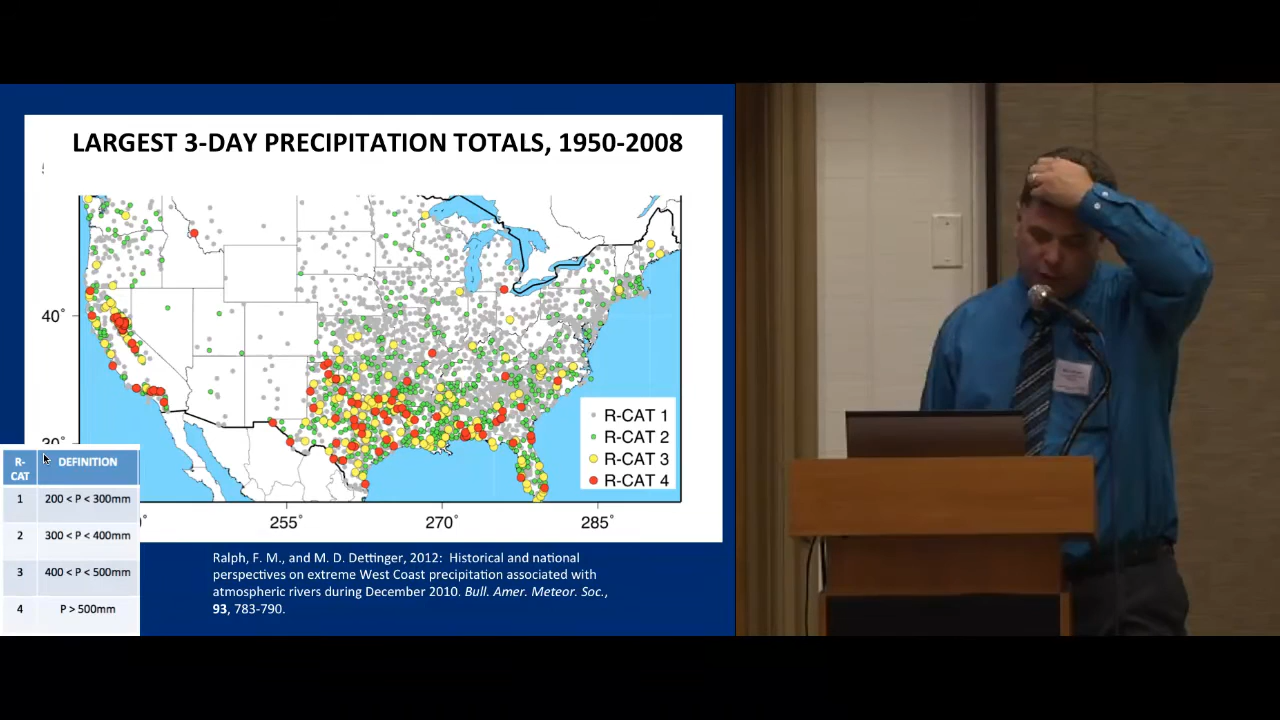 LARGEST 3-DAY PRECIPITATION TOTALS, 1950-2008
40˚
R-CAT 1
R-CAT 2
R-CAT 3
R-CAT 4
255˚
270˚
285˚
R-
CAT
DEFINITION
1
200 < P < 300mm
2
300 < P < 400mm
3
400 < P < 500mm
4
P > 500mm
Ralph, F. M., and M. D. Dettinger, 2012: Historical and national
perspectives on extreme West Coast precipitation associated with
atmospheric rivers during December 2010. Bull. Amer. Meteor. Soc.,
93, 783-790.